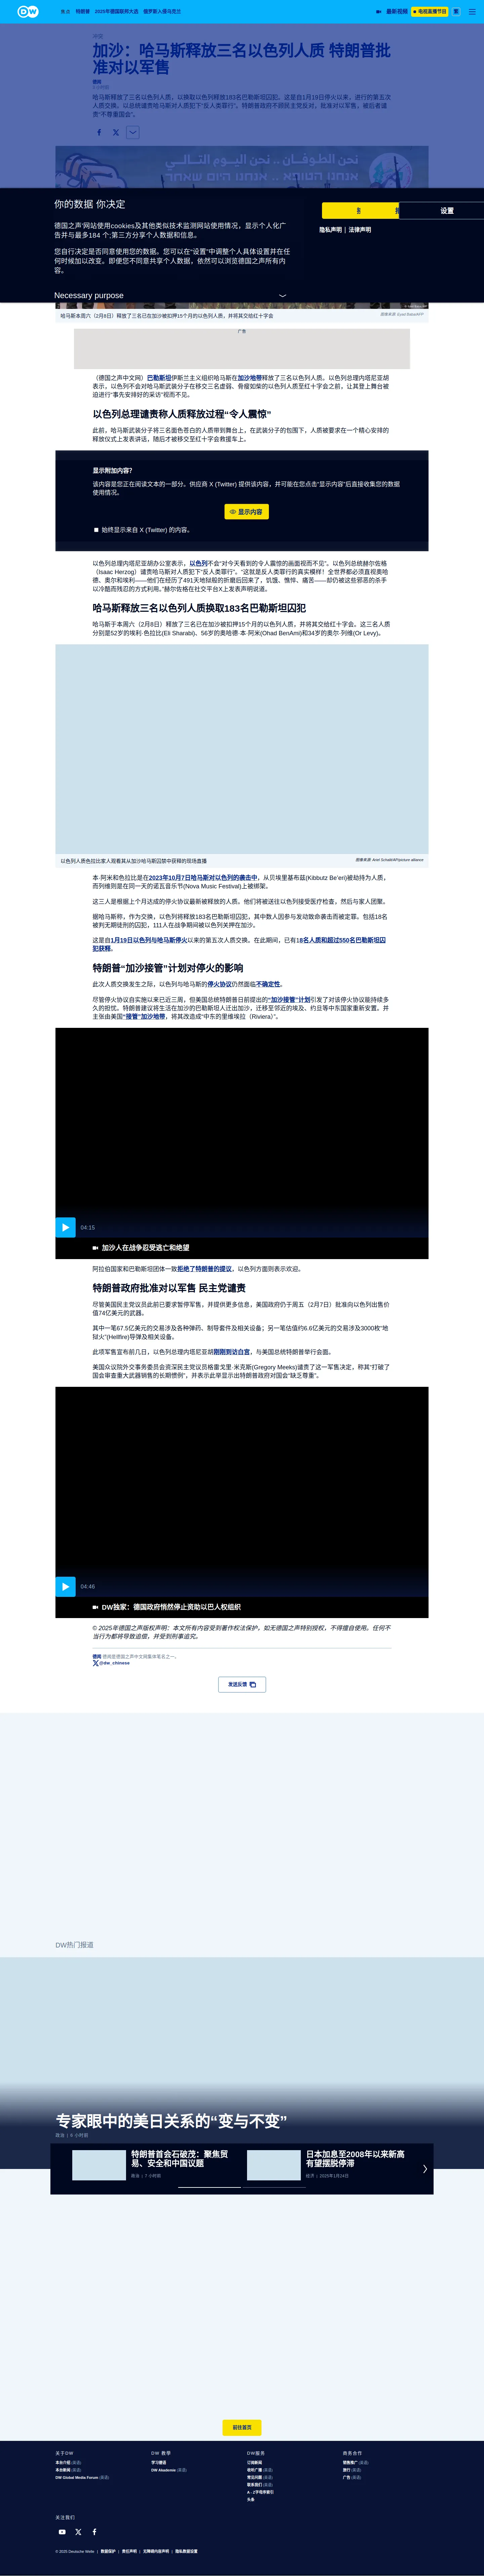 焦点 特朗普 2025年德国联邦大选 俄罗斯入侵乌克兰
最新视频
电视直播节目
繁
冲突
加沙：哈马斯释放三名以色列人质 特朗普批
准对以军售
德闻
哈马斯释放了三名以色列人质，以换取以色列释放183名巴勒斯坦囚犯。这是自1月19日停火以来，进行的第五次
人质交换。以总统谴责哈马斯对人质犯下“反人类罪行”。特朗普政府不顾民主党反对，批准对以军售，被指着谴
责“不尊重国会”。
你的数据 你决定
德国之声'网站使用cookies及其他类似技术监测网站使用情况，显示个人化广
告并与最多184 个;第三方分享个人数据和信息。
您自行决定是否同意使用您的数据。您可以在“设置”中调整个人具体设置并在任
何时候加以改变。即便您不同意共享个人数据，依然可以浏览德国之声所有内
容。
设置
隐私声明 | 法律声明
Necessary purpose
哈马斯本周六（2月8日）释放了三名已在加沙被扣押15个月的以色列人质，并将其交给红十字会
广告
（德国之声中文网）巴勒斯坦伊斯兰主义组织哈马斯在加沙地带释放了三名以色列人质。以色列总理内塔尼亚胡
表示，以色列不会对哈马斯武装分子在移交三名虚弱、骨瘦如柴的以色列人质至红十字会之前，让其登上舞台被
迫进行“事先安排好的采访”视而不见。
以色列总理谴责称人质释放过程“令人震惊”
此前，哈马斯武装分子将三名面色苍白的人质带到舞台上，在武装分子的包围下，人质被要求在一个精心安排的
释放仪式上发表讲话，随后才被移交至红十字会救援车上。
显示附加内容？
该内容是您正在阅读文本的一部分。供应商 X (Twitter) 提供该内容，并可能在您点击“显示内容”后直接收集您的数据
使用情况。
显示内容
始终显示来自 X (Twitter) 的内容。
以色列总理内塔尼亚胡办公室表示，以色列不会“对今天看到的令人震惊的画面视而不见”。以色列总统赫尔佐格
（Isaac Herzog）谴责哈马斯对人质犯下“反人类罪行”。“这就是反人类罪行的真实模样！全世界都必须直视奥哈
德、奥尔和埃利——他们在经历了491天地狱般的折磨后回来了，饥饿、憔悴、痛苦——却仍被这些邪恶的杀手
以冷酷而残忍的方式利用。”赫尔佐格在社交平台X上发表声明说道。
哈马斯释放三名以色列人质换取183名巴勒斯坦囚犯
哈马斯于本周六（2月8日）释放了三名已在加沙被扣押15个月的以色列人质，并将其交给红十字会。这三名人质
分别是52岁的埃利·色拉比(Eli Sharabi)、56岁的奥哈德·本·阿米(Ohad BenAmi)和34岁的奥尔·列维(Or Levy)。
以色列人质色拉比家人观看其从加沙哈马斯囚禁中获释的现场直播
图像来源: Ariel Schalit/AP/picture alliance
本·阿米和色拉比是在2023年10月7日哈马斯对以色列的袭击中，从贝埃里基布兹(Kibbutz Be'eri)被劫持为人质，
而列维则是在同一天的诺瓦音乐节(Nova Music Festival)上被绑架。
这三人是根据上个月达成的停火协议最新被释放的人质。他们将被送往以色列接受医疗检查，然后与家人团聚。
据哈马斯称，作为交换，以色列将释放183名巴勒斯坦囚犯，其中数人因参与发动致命袭击而被定罪。包括18名
被判无期徒刑的囚犯，111人在战争期间被以色列关押在加沙。
这是自1月19日以色列与哈马斯停火以来的第五次人质交换。在此期间，已有18名人质和超过550名巴勒斯坦囚
犯获释。
特朗普“加沙接管”计划对停火的影响
此次人质交换发生之际，以色列与哈马斯的停火协议仍然面临不确定性。
尽管停火协议自实施以来已近三周，但美国总统特朗普日前提出的“加沙接管”计划引发了对该停火协议能持续多
久的担忧。特朗普建议将生活在加沙的巴勒斯坦人迁出加沙，迁移至邻近的埃及、约旦等中东国家重新安置。并
主张由美国“接管”加沙地带，将其改造成“中东的里维埃拉（Riviera）”。
04:15
加沙人在战争忍受逃亡和绝望
阿拉伯国家和巴勒斯坦团体一致拒绝了特朗普的提议，以色列方面则表示欢迎。
特朗普政府批准对以军售 民主党谴责
尽管美国民主党议员此前已要求暂停军售，并提供更多信息，美国政府仍于周五（2月7日）批准向以色列出售价
值74亿美元的武器。
其中一笔67.5亿美元的交易涉及各种弹药、制导套件及相关设备；另一笔估值约6.6亿美元的交易涉及3000枚“地
狱火”(Hellfire)导弹及相关设备。
此项军售宣布前几日，以色列总理内塔尼亚胡刚刚到访白宫，与美国总统特朗普举行会面。
美国众议院外交事务委员会资深民主党议员格雷戈里·米克斯(Gregory Meeks)谴责了这一军售决定，称其“打破了
国会审查重大武器销售的长期惯例”，并表示此举显示出特朗普政府对国会“缺乏尊重”。
04:46
DW独家：德国政府悄然停止资助以巴人权组织
© 2025年德国之声版权声明：本文所有内容受到著作权法保护，如无德国之声特别授权，不得擅自使用。任何不
当行为都将导致追偿，并受到刑事追究。
德闻 德闻是德国之声中文网集体笔名之一。
@dw_chinese
发送反馈
DW热门报道
专家眼中的美日关系的“变与不变”
政治 | 6 小时前
特朗普首会石破茂：聚焦贸
易、安全和中国议题
政治 | 7 小时前
日本加息至2008年以来新高
有望摆脱停滞
经济 | 2025年1月24日
前往首页
关于DW
本台介绍 (英语)
本台新闻 (英语)
DW Global Media Forum (英语)
DW 教学
学习德语
DW Akademie (英语)
DW服务
订阅新闻
收听广播 (英语)
常见问题 (英语)
联系我们 (英语)
A - Z字母序索引
头条
商务合作
销售推广 (英语)
旅行 (英语)
广告 (英语)
关注我们
© 2025 Deutsche Welle | 数据保护 | 责任声明 | 无障碍内容声明 | 隐私数据设置